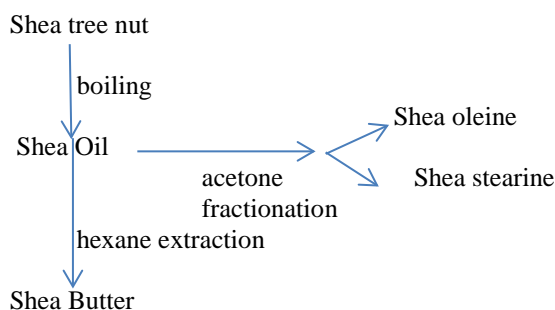 Shea tree nut
boiling
Shea Oil
Shea oleine
Shea stearine
acetone
fractionation
hexane extraction
Shea Butter